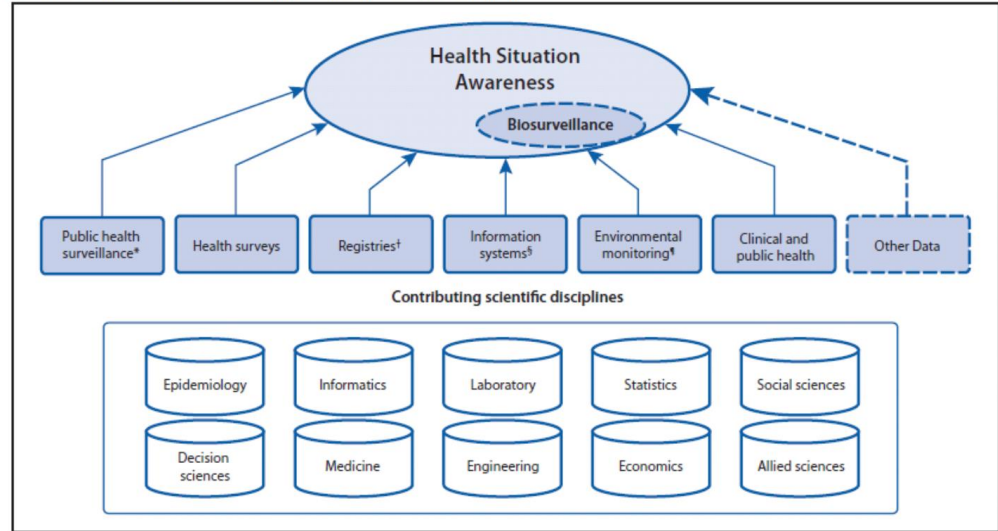 Health Situation
Awareness
Biosurveillance
Public health
surveillance*
Health surveys
Registries†
Information
systems§
Environmental
monitoring¶
Clinical and
public health
Other Data
Contributing scientific disciplines
Epidemiology
Informatics
Laboratory
Statistics
Social sciences
Decision
sciences
Medicine
Engineering
Economics
Allied sciences